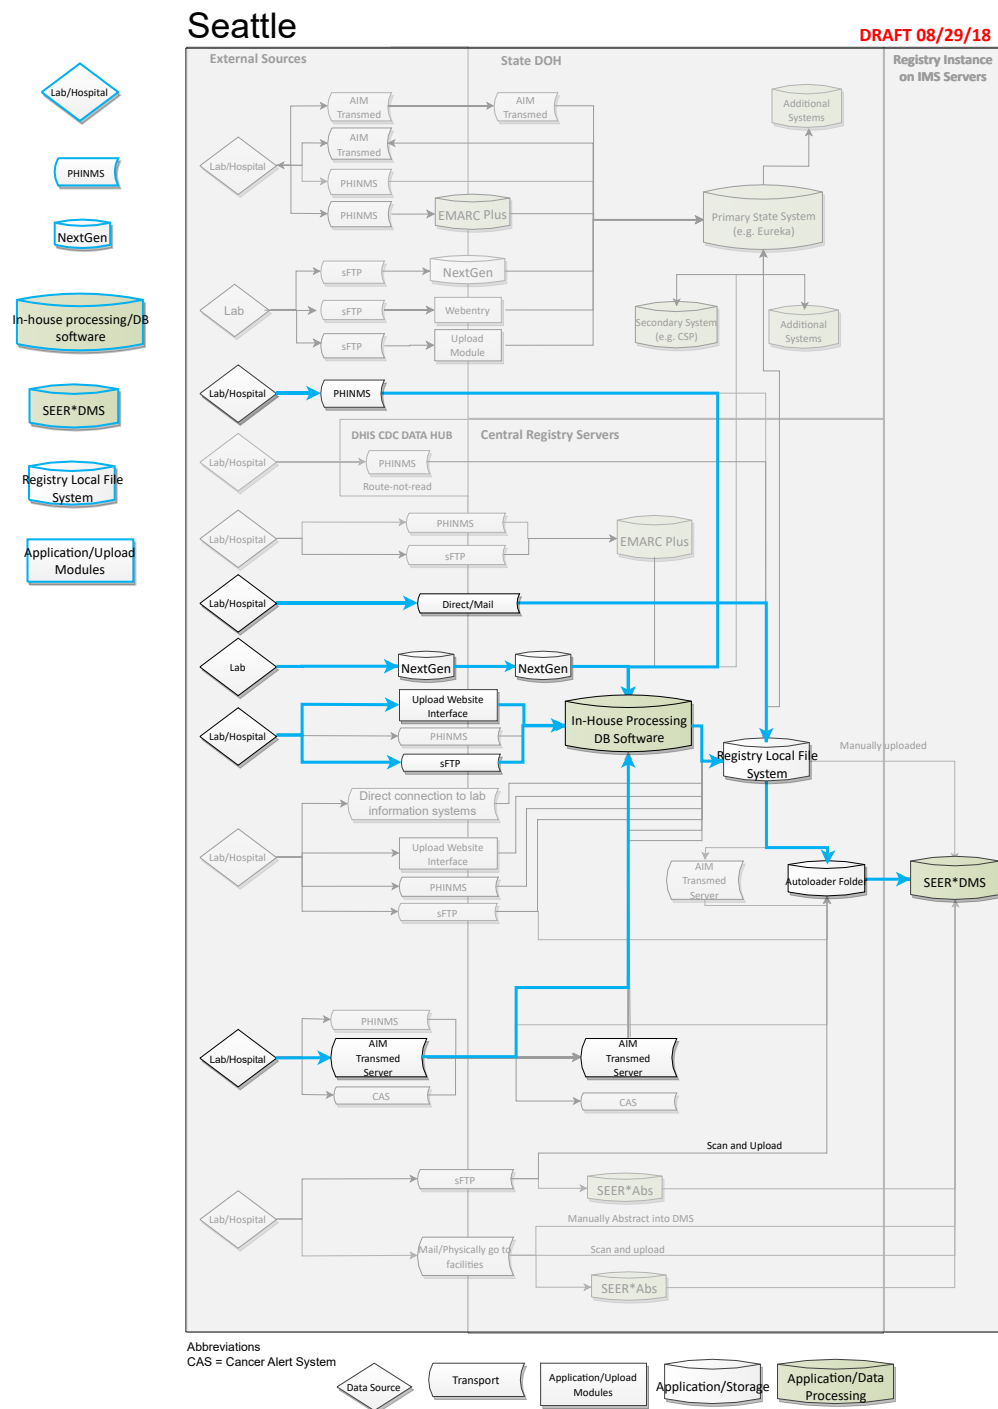 Seattle
DRAFT 08/29/18
External Sources
State DOH
Registry Instance
on IMS Servers
Lab/Hospital
PHINMS
NextGen
In-house processing/DB
software
SEER*DMS
Registry Local File
System
Application/Upload
Modules
Lab/Hospital
AIM
Transmed
AIM
Transmed
AIM
Transmed
PHINMS
PHINMS
EMARC Plus
Additional
Systems
Primary State System
(e.g. Eureka)
Lab
sFTP
NextGen
sFTP
Webentry
sFTP
Upload
Module
Secondary System
(e.g. CSP)
Additional
Systems
Lab/Hospital
PHINMS
DHIS CDC DATA HUB
Central Registry Servers
Lab/Hospital
PHINMS
Route-not-read
Lab/Hospital
PHINMS
sFTP
EMARC Plus
Lab/Hospital
Direct/Mail
Lab
NextGen
NextGen
Lab/Hospital
Upload Website
Interface
PHINMS
sFTP
In-House Processing
DB Software
Registry Local File
System
Manually uploaded
Lab/Hospital
Direct connection to lab
information systems
Upload Website
Interface
PHINMS
sFTP
AIM
Transmed
Server
Autoloader Folder
SEER*DMS
Lab/Hospital
PHINMS
AIM
Transmed
Server
CAS
AIM
Transmed
Server
CAS
Scan and Upload
Lab/Hospital
sFTP
SEER*Abs
Manually Abstract into DMS
Mail/Physically go to
facilities
Scan and upload
SEER*Abs
Abbreviations
CAS = Cancer Alert System
Data Source
Transport
Application/Upload
Modules
Application/Storage
Application/Data
Processing